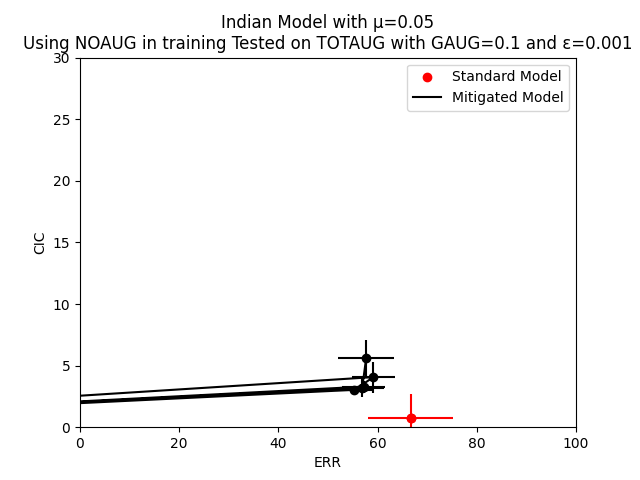 Indian Model with μ=0.05
Using NOAUG in training Tested on TOTAUG with GAUG=0.1 and ε=0.001
30
25
20
15
10
5
0
CIC
Standard Model
Mitigated Model
0 20 40 60 80 100
ERR